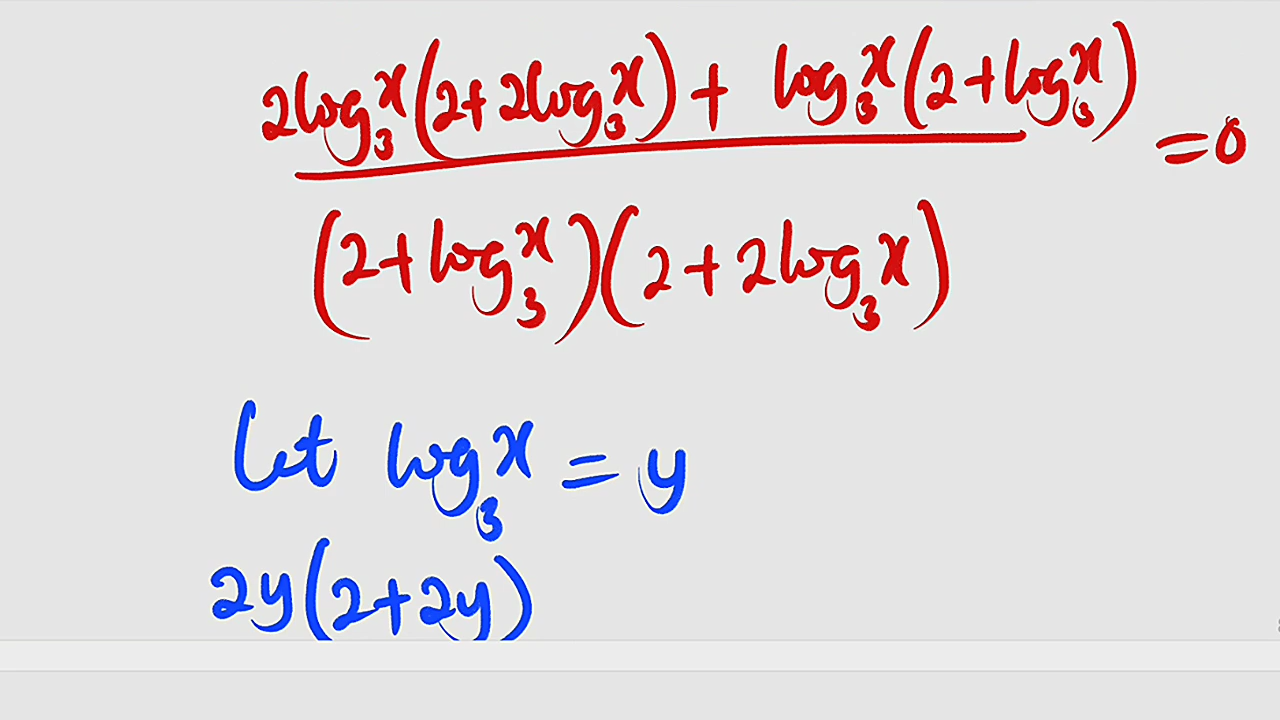 2log₃x(2+2log₃x) + log₃x(2+log₃x)
=0
(2+log₃x)(2+2log₃x)
Let log₃x = y
2y(2+2y)